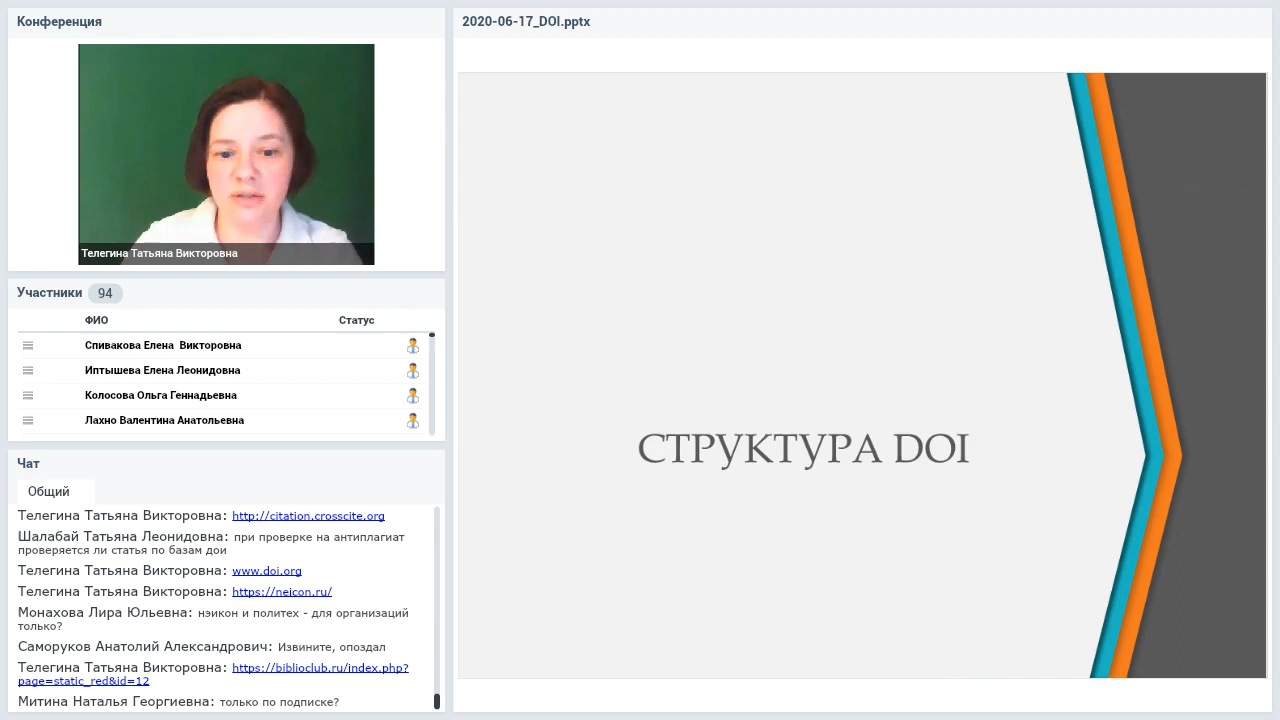 Конференция
Телегина Татьяна Викторовна
Участники 94
ФИО Статус
Спивакова Елена Викторовна
Иптышева Елена Леонидовна
Колосова Ольга Геннадьевна
Лахно Валентина Анатольевна
Чат
Общий
Телегина Татьяна Викторовна: http://citation.crosscite.org
Шалабай Татьяна Леонидовна: при проверке на антиплагиат
проверяется ли статья по базам дои
Телегина Татьяна Викторовна: www.doi.org
Телегина Татьяна Викторовна: https://neicon.ru/
Монахова Лира Юльевна: нэикон и политех - для организаций
только?
Саморуков Анатолий Александрович: Извините, опоздал
Телегина Татьяна Викторовна: https://biblioclub.ru/index.php?
page=static_red&id=12
Митина Наталья Георгиевна: только по подписке?
2020-06-17_DOI.pptx
СТРУКТУРА DOI